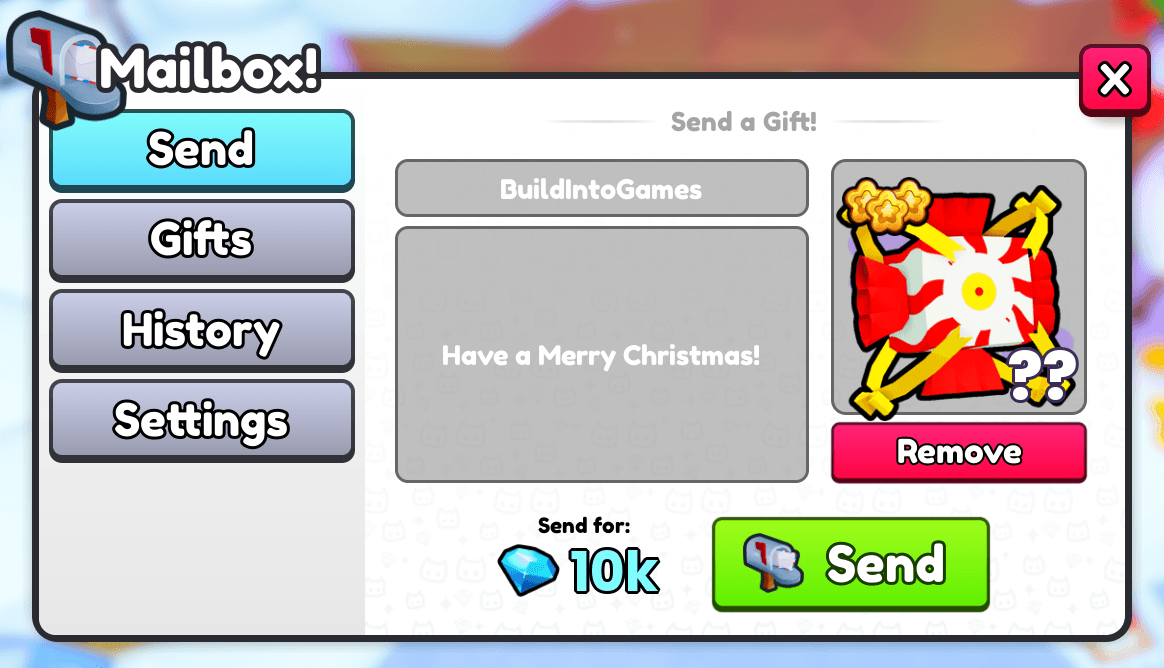 Mailbox!
X
Send
Gifts
History
Settings
Send a Gift!
BuildIntoGames
Have a Merry Christmas!
??
Remove
Send for:
10k
Send